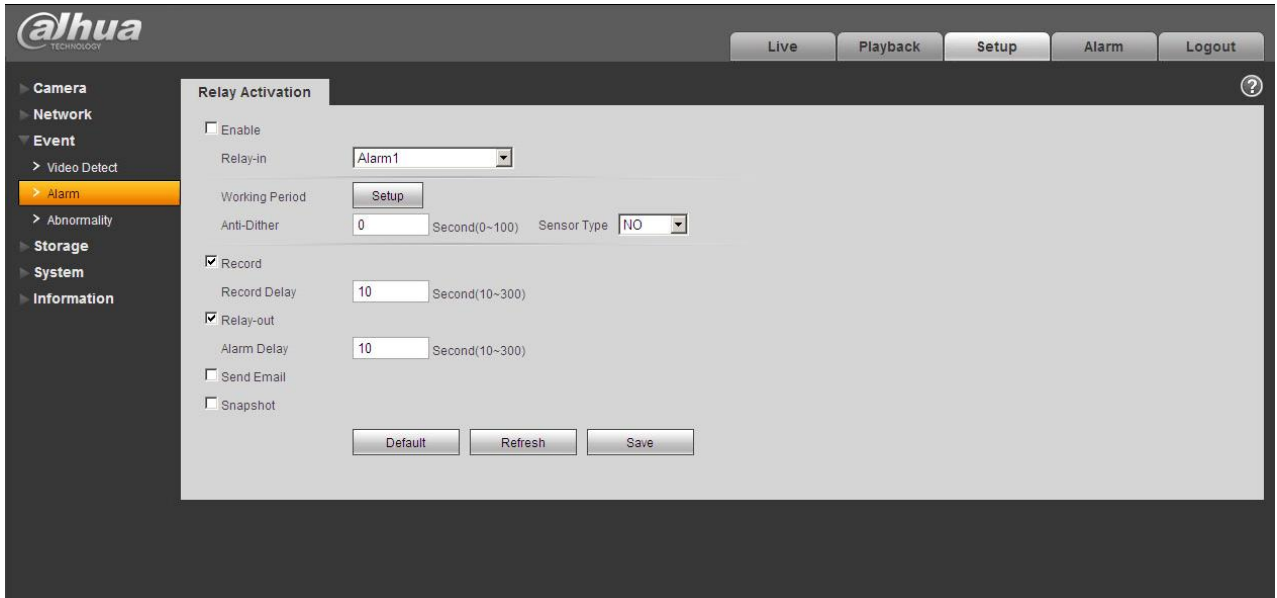 alhua
TECHNOLOGY
Live Playback Setup Alarm Logout
?
Camera
Network
Event
> Video Detect
> Alarm
> Abnormality
Storage
System
Information
Relay Activation
Enable
Relay-in Alarm1
Working Period Setup
Anti-Dither 0 Second(0~100) Sensor Type NO
Record
Record Delay 10 Second(10~300)
Relay-out
Alarm Delay 10 Second(10~300)
Send Email
Snapshot
Default Refresh Save